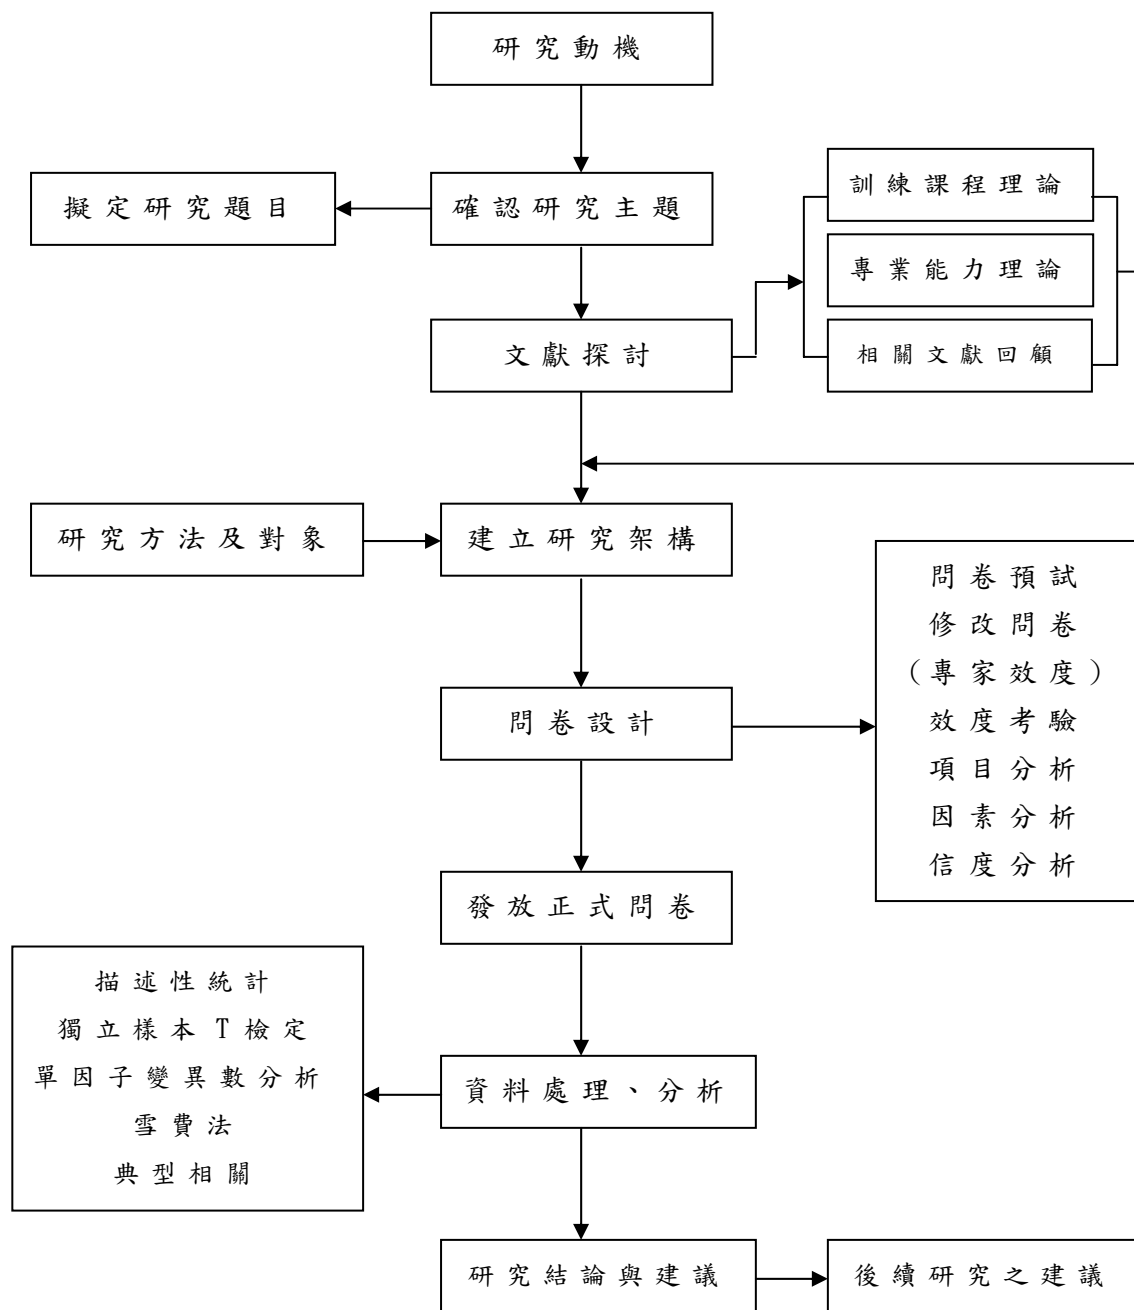 研究動機
擬定研究題目
確認研究主題
訓練課程理論
專業能力理論
文獻探討
相關文獻回顧
研究方法及對象
建立研究架構
問卷預試
修改問卷
(專家效度)
效度考驗
項目分析
因素分析
信度分析
問卷設計
發放正式問卷
描述性統計
獨立樣本 T檢定
單因子變異數分析
雪費法
典型相關
資料處理、分析
研究結論與建議
後續研究之建議